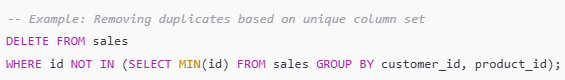 -- Example: Removing duplicates based on unique column set
DELETE FROM sales
WHERE id NOT IN (SELECT MIN(id) FROM sales GROUP BY customer_id, product_id);